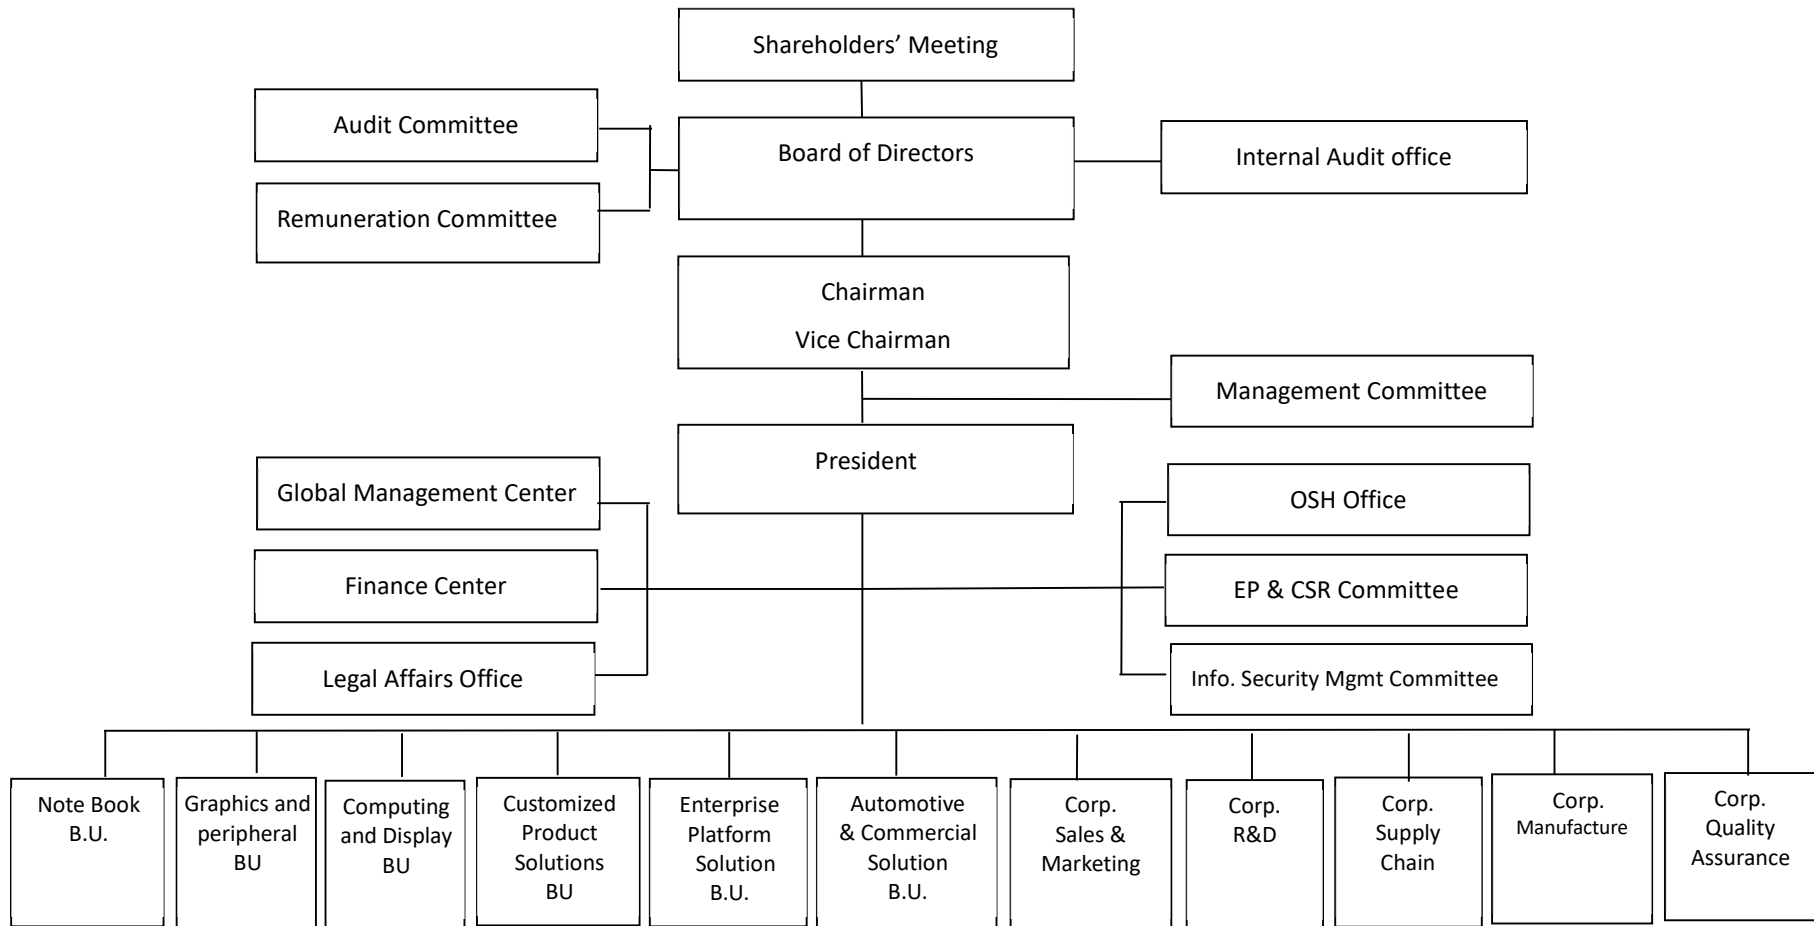 Shareholders’ Meeting
Audit Committee
Board of Directors
Internal Audit office
Remuneration Committee
Chairman
Vice Chairman
Management Committee
President
Global Management Center
OSH Office
Finance Center
EP & CSR Committee
Legal Affairs Office
Info. Security Mgmt Committee
Note Book
B.U.
Graphics and
peripheral
BU
Computing
and Display
BU
Customized
Product
Solutions
BU
Enterprise
Platform
Solution
B.U.
Automotive
& Commercial
Solution
B.U.
Corp.
Sales &
Marketing
Corp.
R&D
Corp.
Supply
Chain
Corp.
Manufacture
Corp.
Quality
Assurance